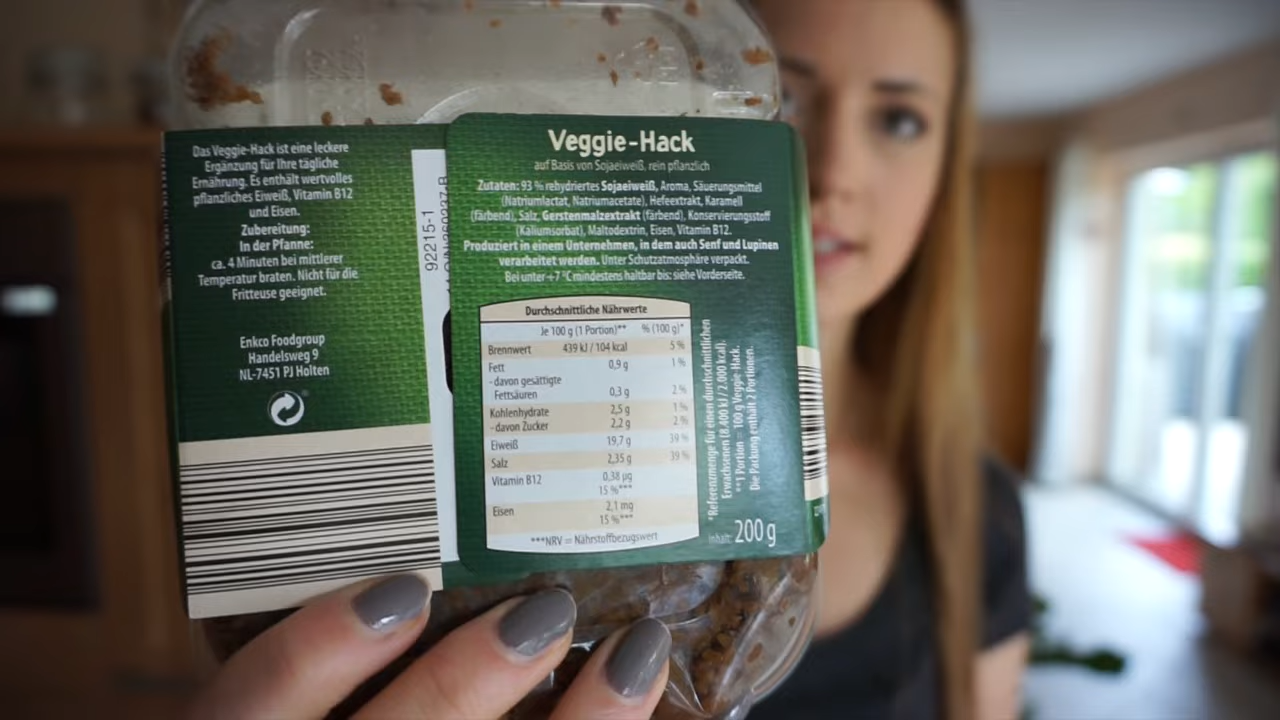 Das Veggie-Hack ist eine leckere
Ergänzung für Ihre tägliche
Ernährung. Es enthält wertvolles
pflanzliches Eiweiß, Vitamin B12
und Eisen.
Zubereitung:
In der Pfanne:
ca. 4 Minuten bei mittlerer
Temperatur braten. Nicht für die
Fritteuse geeignet.
Enkco Foodgroup
Handelsweg 9
NL-7451 PJ Holten
92215-1
Veggie-Hack
auf Basis von Sojaeiweiß, rein pflanzlich
Zutaten: 93 % rehydriertes Sojaeiweiß, Aroma, Säuerungsmittel
(Natriumlactat, Natriumacetate), Hefeextrakt, Karamell
(färbend), Salz, Gerstenmalzextrakt (färbend), Konservierungsstoff
(Kaliumsorbat), Maltodextrin, Eisen, Vitamin B12.
Produziert in einem Unternehmen, in dem auch Senf und Lupinen
verarbeitet werden. Unter Schutzatmosphäre verpackt.
Bei unter +7 °C mindestens haltbar bis: siehe Vorderseite.
Durchschnittliche Nährwerte
Je 100 g (1 Portion)** % (100 g)*
Brennwert 439 kJ / 104 kcal 5 %
Fett 0,9 g 1 %
- davon gesättigte
Fettsäuren 0,3 g 2 %
Kohlenhydrate 2,5 g 1 %
- davon Zucker 2,2 g 2 %
Eiweiß 19,7 g 39 %
Salz 2,35 g 39 %
Vitamin B12 0,38 µg
15 %***
Eisen 2,1 mg
15 %***
***NRV = Nährstoffbezugswert
*Referenzmenge für einen durchschnittlichen
Erwachsenen (8.400 kJ / 2.000 kcal).
**1 Portion = 100 g Veggie-Hack.
Die Packung enthält 2 Portionen.
Inhalt: 200 g